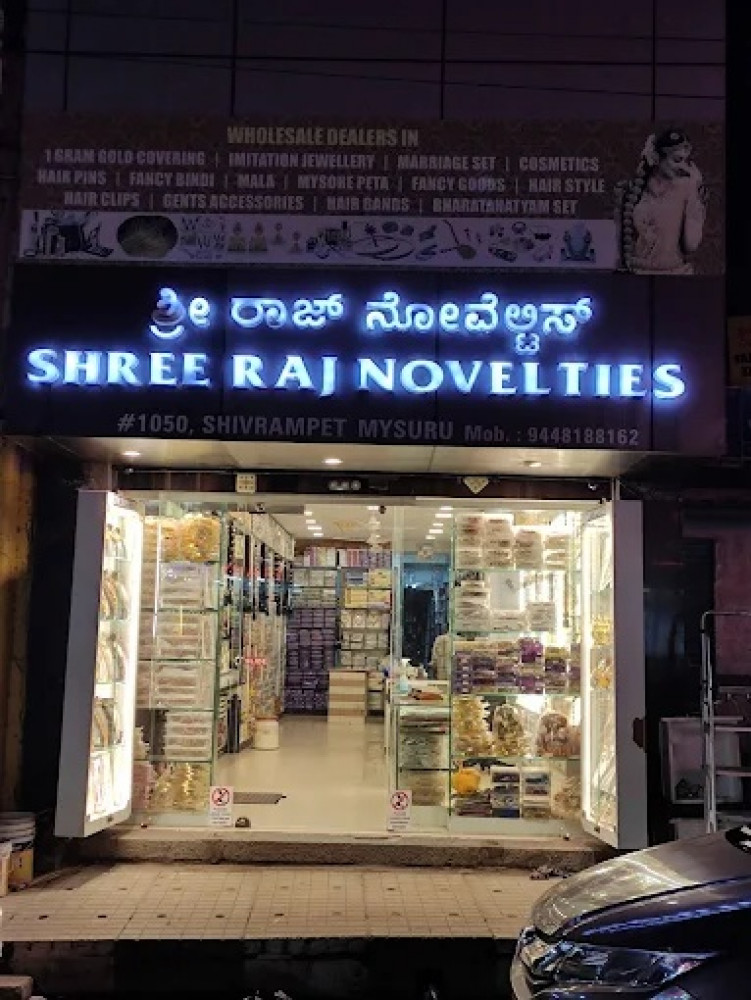 WHOLESALE DEALERS IN
1 GRAM GOLD COVERING | IMITATION JEWELLERY | MARRIAGE SET | COSMETICS
HAIR PINS | FANCY BINDI | MALA | MYSORE PETA | FANCY GOODS | HAIR STYLE
HAIR CLIPS | GENTS ACCESSORIES | HAIR BANDS | BHARATANATYAM SET
ಶ್ರೀ ರಾಜ್ ನೋವೆಲ್ಟಿಸ್
SHREE RAJ NOVELTIES
#1050, SHIVRAMPET MYSURU Mob. : 9448188162